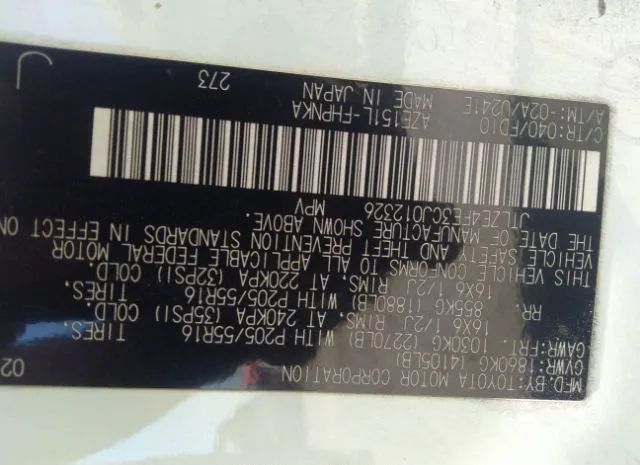 MFD. BY: TOYOTA MOTOR CORPORATION 02
GVWR: 1860KG (4105LB)
GAWR: FRT. 1050KG (2270LB) WITH P205/55R16 TIRES.
16X6 1/2J RIMS. AT 240KPA (35PSI) COLD.
RR. 855KG (1880LB) WITH P205/55R16 TIRES.
16X6 1/2J RIMS. AT 220KPA (32PSI) COLD.
THIS VEHICLE CONFORMS TO ALL APPLICABLE FEDERAL MOTOR
VEHICLE SAFETY AND THEFT PREVENTION STANDARDS IN EFFECT ON
THE DATE OF MANUFACTURE SHOWN ABOVE.
MPV
C/TR: 040/FD10 AZE151L-FHPNKA 273
A/TM: -02A/U241E MADE IN JAPAN J